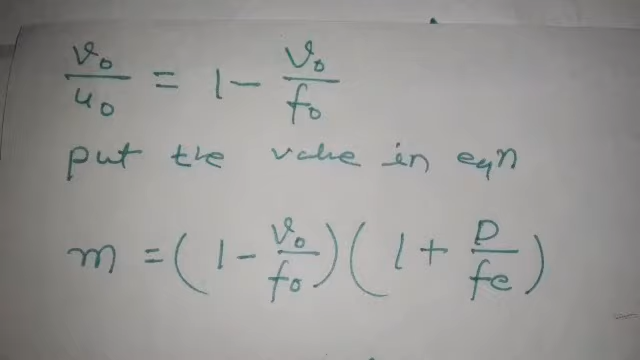 v₀/u₀ = 1 - v₀/f₀
put the value in eqn
m = (1 - v₀/f₀)(1 + D/fe)